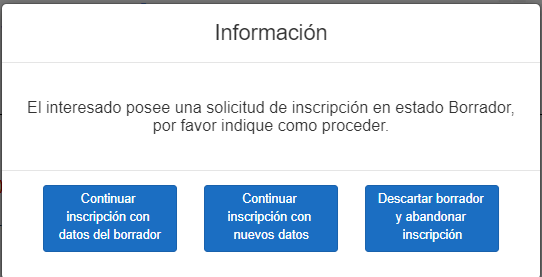 Información
El interesado posee una solicitud de inscripción en estado Borrador,
por favor indique como proceder.
Continuar
inscripción con
datos del borrador
Continuar
inscripción con
nuevos datos
Descartar borrador
y abandonar
inscripción